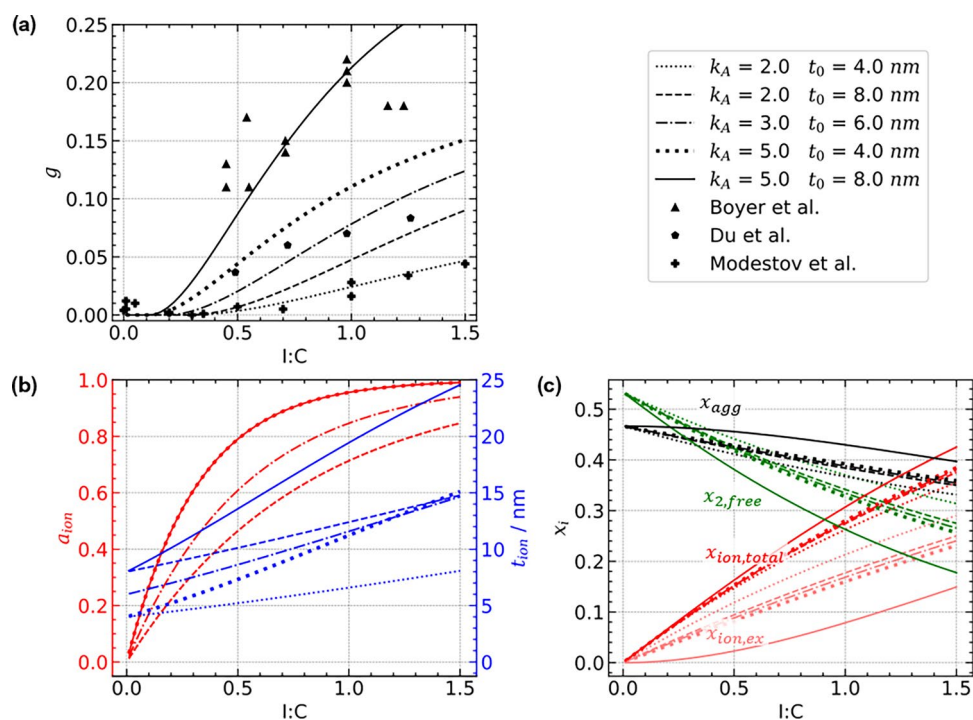 (a)
0.25
0.20
0.15
0.10
0.05
0.00
g
0.0 0.5 1.0 1.5
I:C
k_A = 2.0 t_0 = 4.0 nm
k_A = 2.0 t_0 = 8.0 nm
k_A = 3.0 t_0 = 6.0 nm
k_A = 5.0 t_0 = 4.0 nm
k_A = 5.0 t_0 = 8.0 nm
Boyer et al.
Du et al.
Modestov et al.
(b)
1.0
0.8
0.6
0.4
0.2
0.0
a_ion
25
20
15
10
5
0
t_ion / nm
0.0 0.5 1.0 1.5
I:C
(c)
0.5
0.4
0.3
0.2
0.1
0.0
x_i
x_agg
x_2,free
x_ion,total
x_ion,ex
0.0 0.5 1.0 1.5
I:C